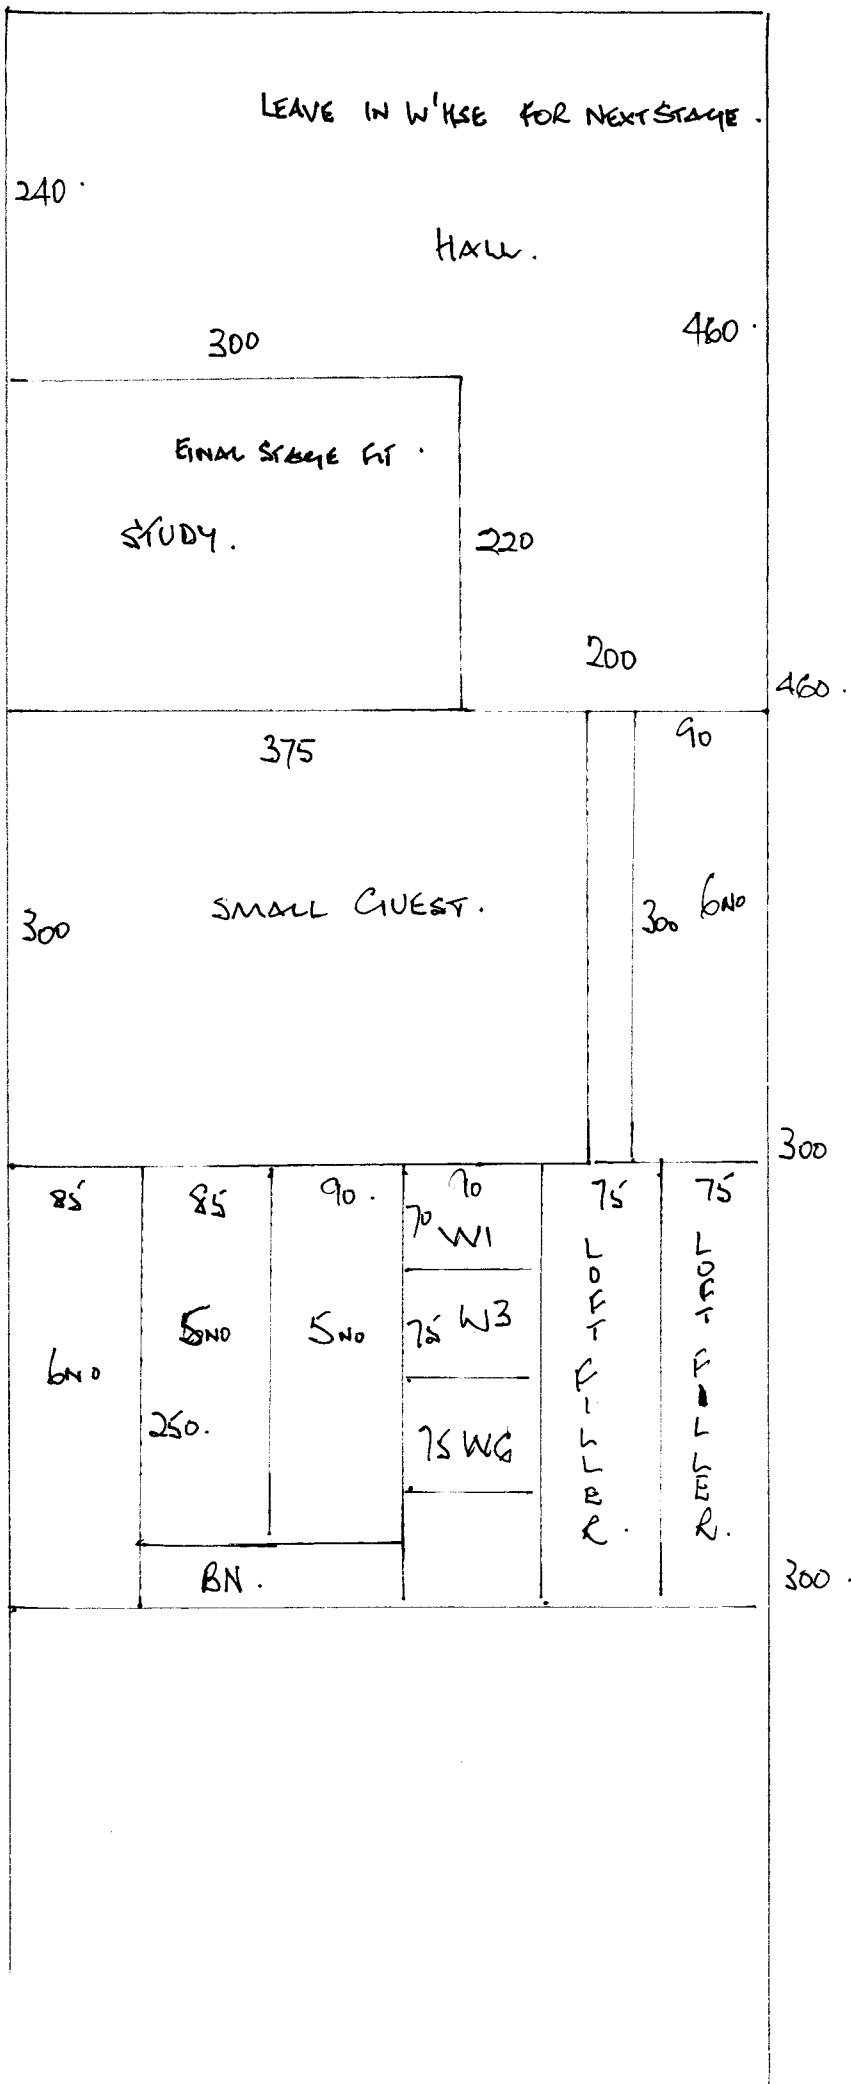 LEAVE IN W'HSE FOR NEXT STAGE.
240.
HALL.
460.
300
FINAL STAGE FIT.
STUDY.
220
200
460.
375
90
SMALL GUEST.
300
300 6NO
300
85
85
90.
70
75
75
70 W1
5NO
5NO
75 W3
6NO
250.
75 W6
LOFT FILLER.
LOFT FILLER.
BN.
300.